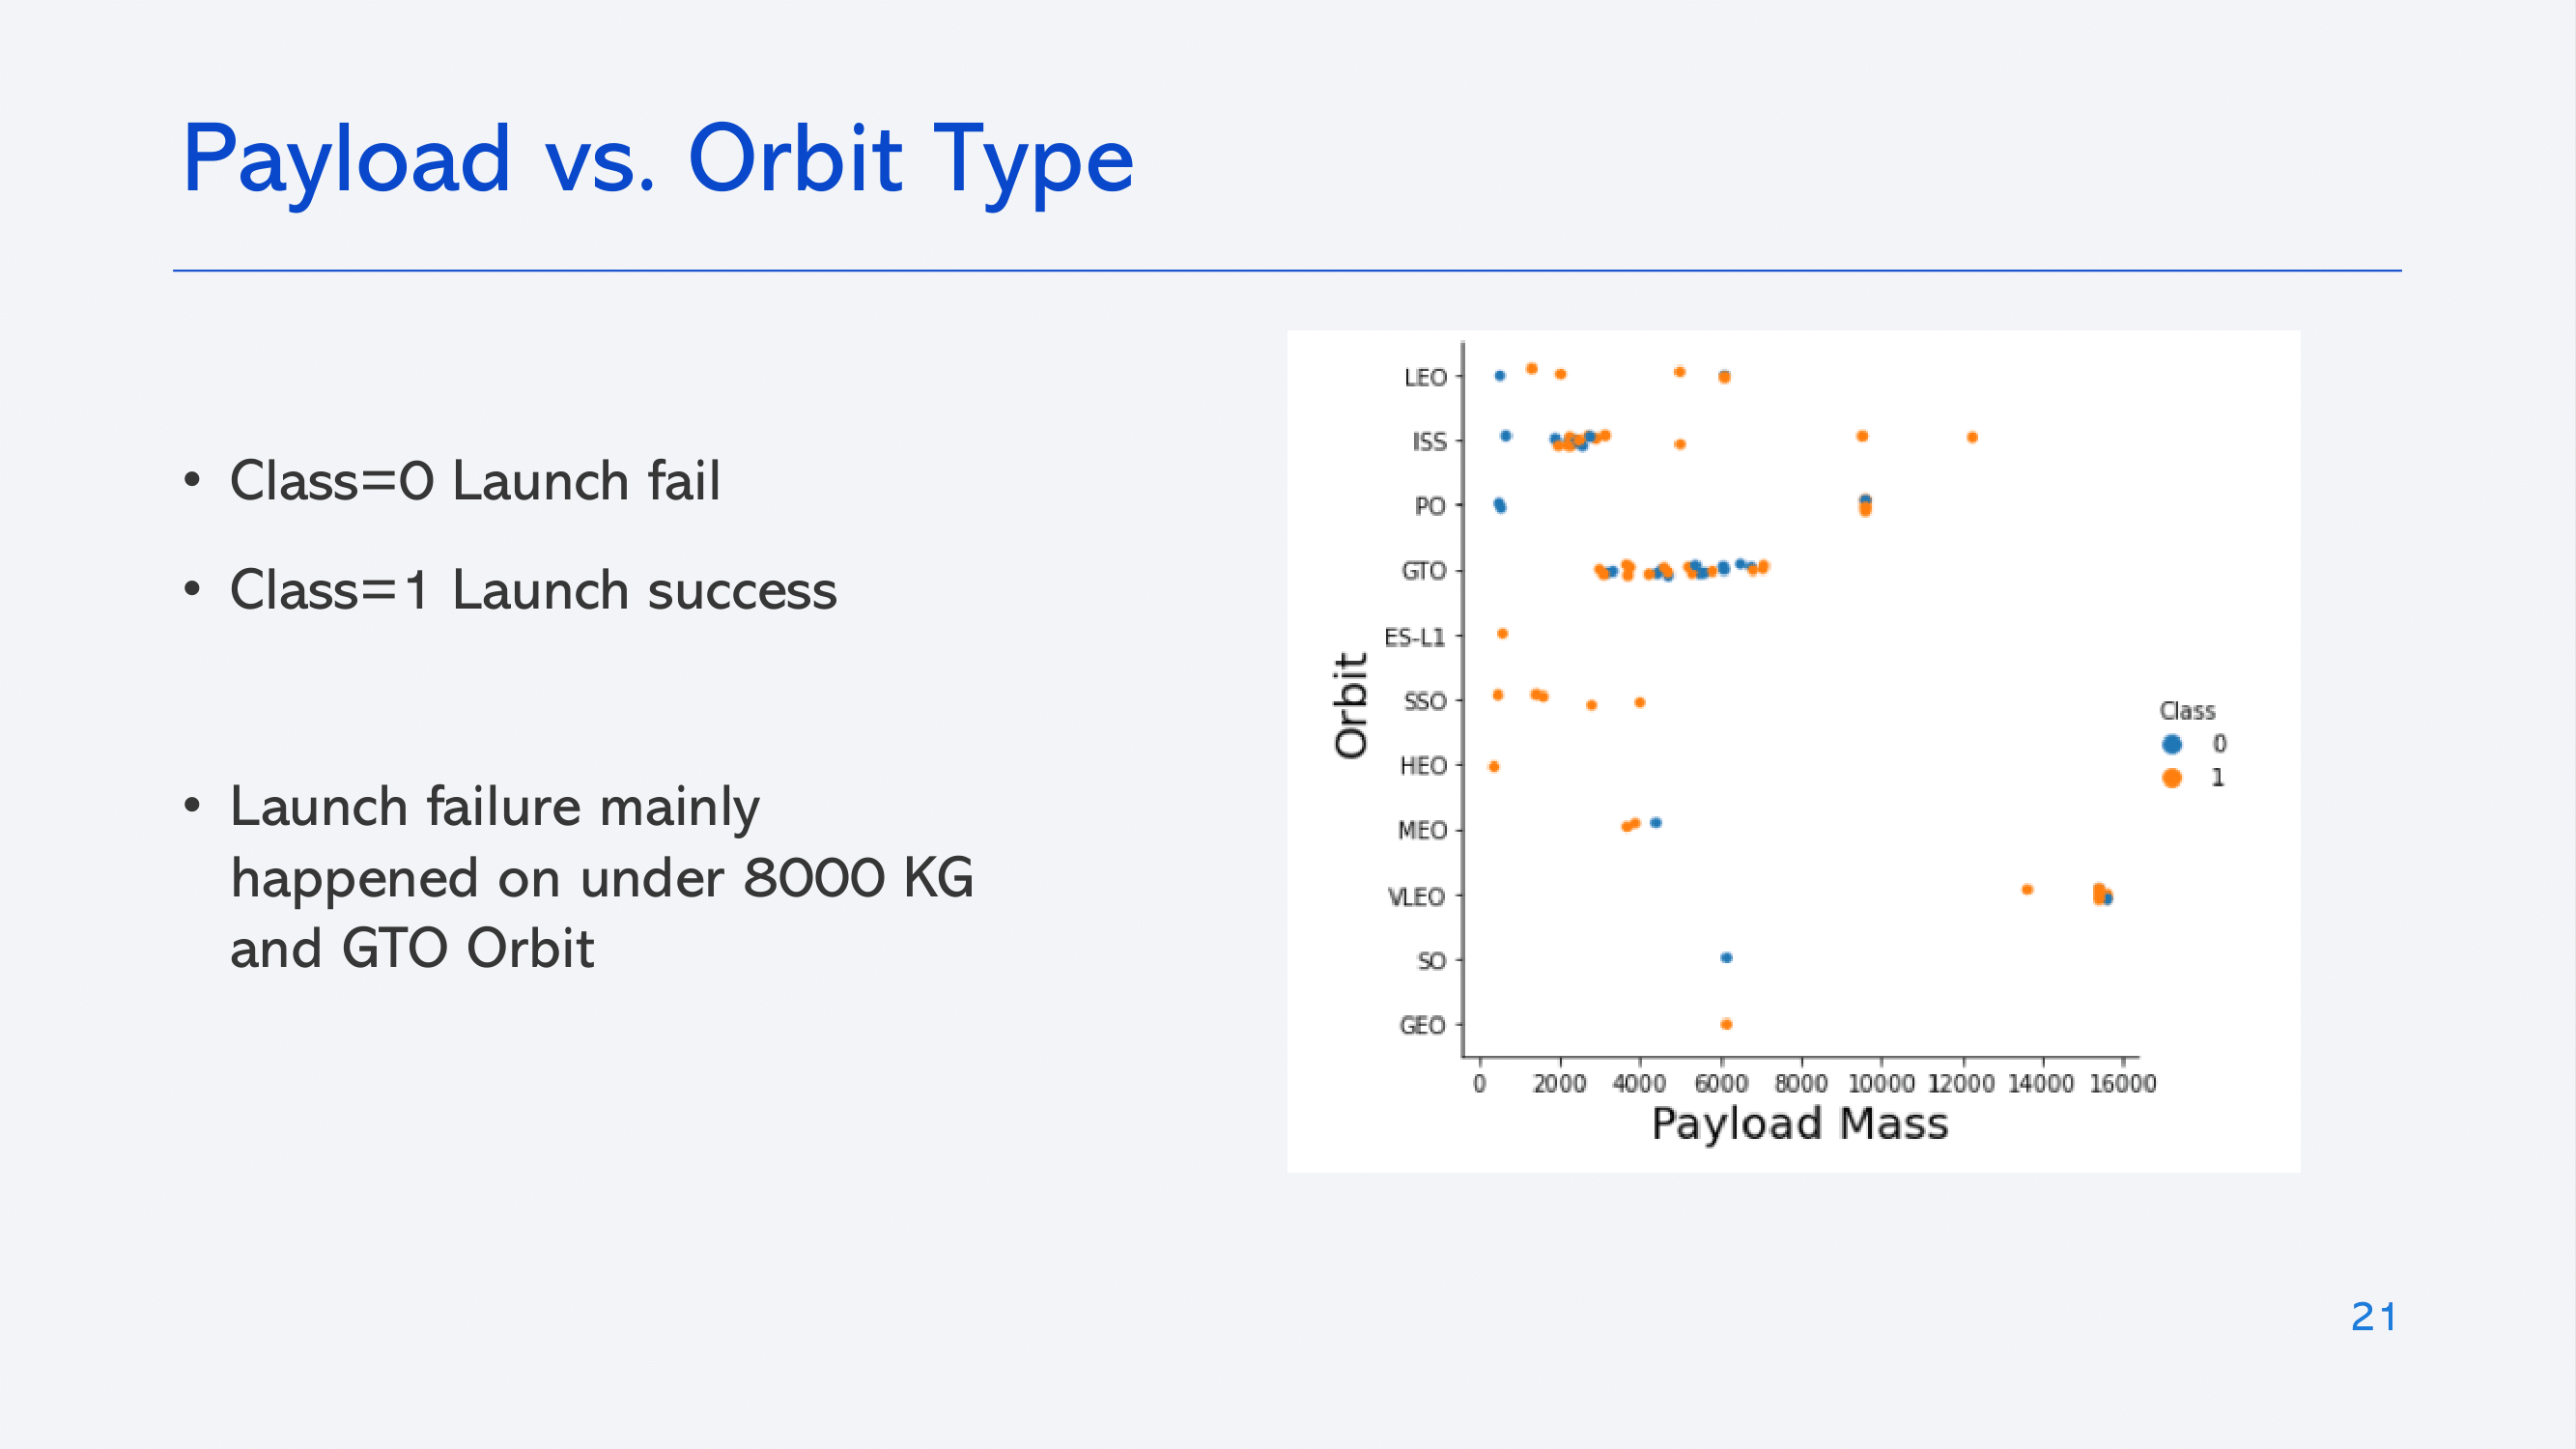 Payload vs. Orbit Type
• Class=0 Launch fail
• Class=1 Launch success
• Launch failure mainly
happened on under 8000 KG
and GTO Orbit
LEO
ISS
PO
GTO
ES-L1
SSO
HEO
MEO
VLEO
SO
GEO
Orbit
0 2000 4000 6000 8000 10000 12000 14000 16000
Payload Mass
Class
0
1
21